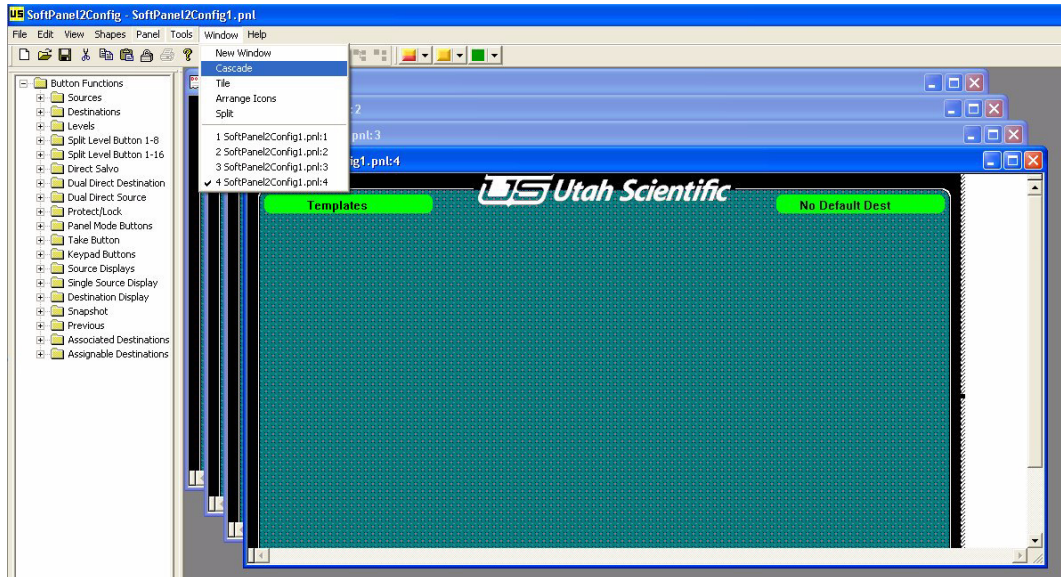 US SoftPanel2Config - SoftPanel2Config1.pnl
File Edit View Shapes Panel Tools Window Help
New Window
Cascade
Tile
Arrange Icons
Split
1 SoftPanel2Config1.pnl:1
2 SoftPanel2Config1.pnl:2
3 SoftPanel2Config1.pnl:3
4 SoftPanel2Config1.pnl:4
Button Functions
Sources
Destinations
Levels
Split Level Button 1-8
Split Level Button 1-16
Direct Salvo
Dual Direct Destination
Dual Direct Source
Protect/Lock
Panel Mode Buttons
Take Button
Keypad Buttons
Source Displays
Single Source Display
Destination Display
Snapshot
Previous
Associated Destinations
Assignable Destinations
:2
pnl:3
ig1.pnl:4
US Utah Scientific
Templates
No Default Dest